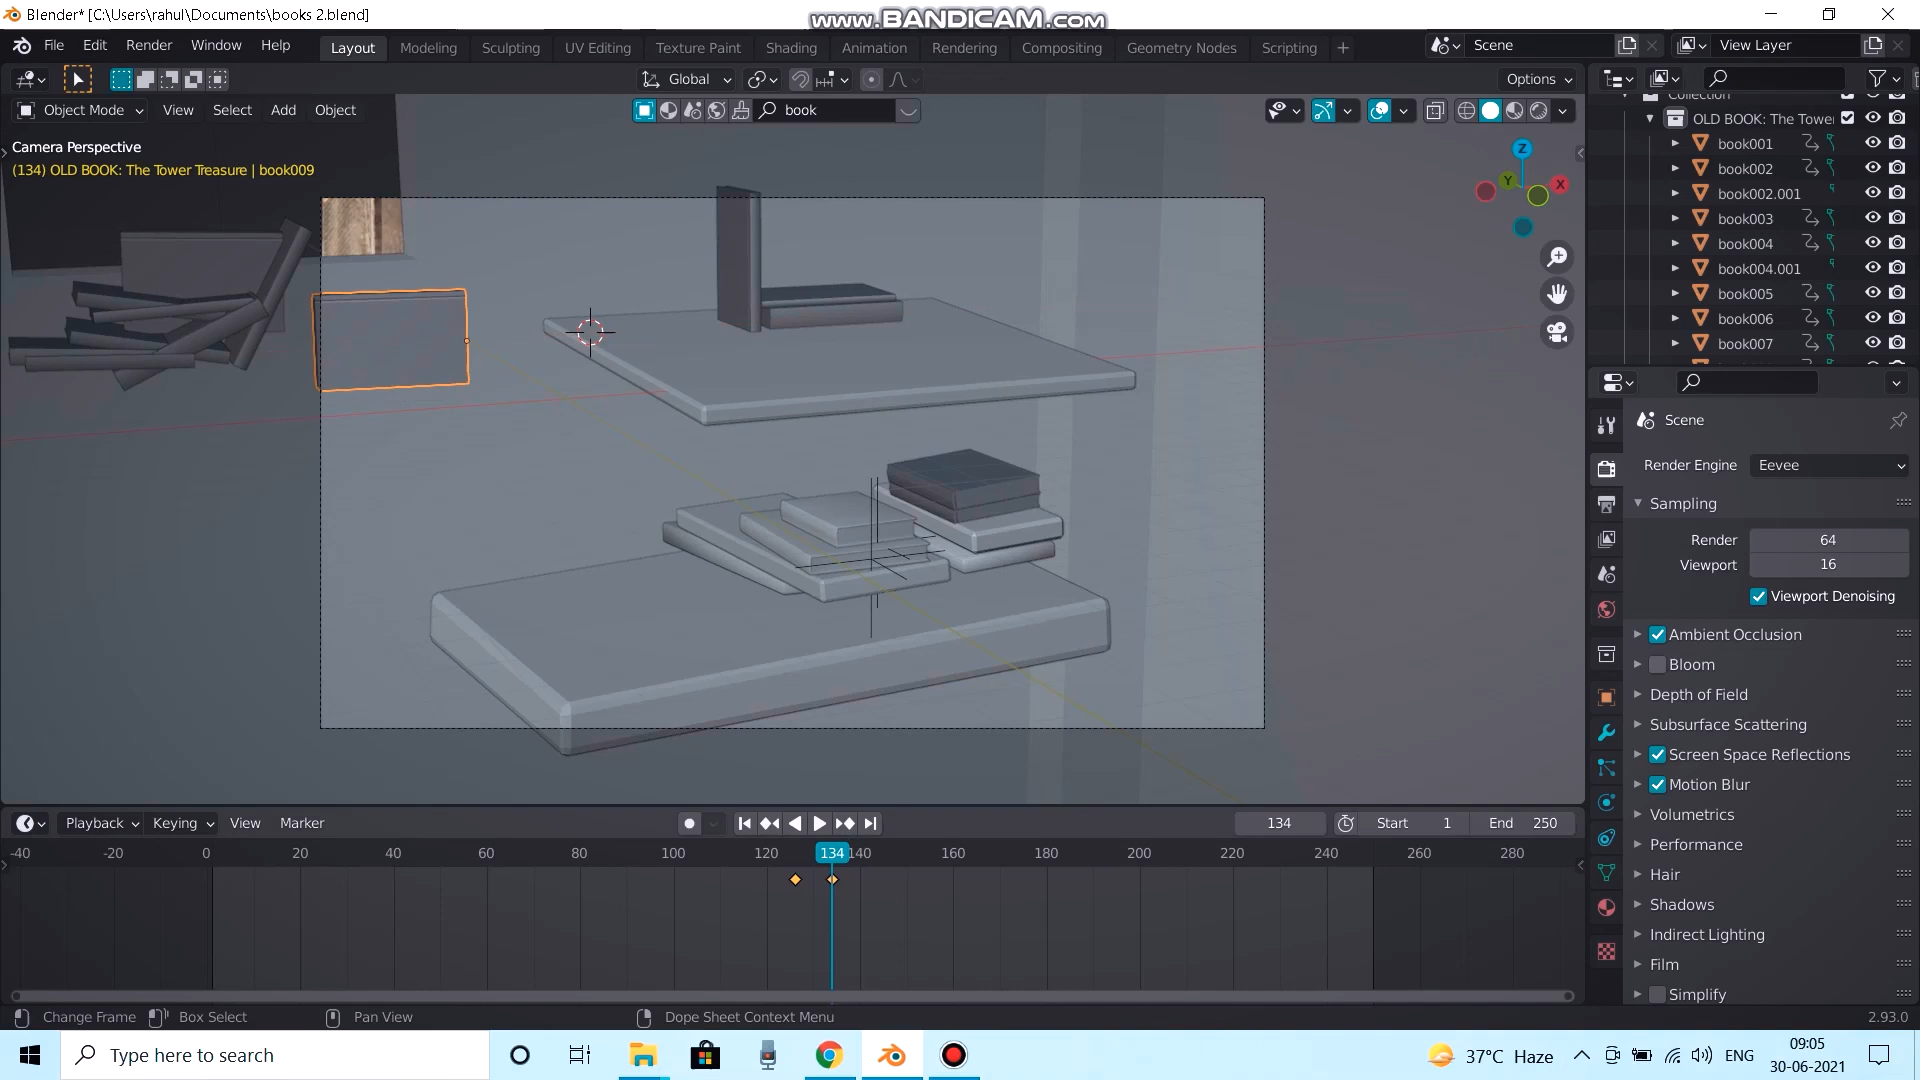 Blender* [C:\Users\rahul\Documents\books 2.blend]
www.BANDICAM.com
File Edit Render Window Help
Layout Modeling Sculpting UV Editing Texture Paint Shading Animation Rendering Compositing Geometry Nodes Scripting +
Scene
View Layer
Global
Options
Object Mode View Select Add Object
book
Camera Perspective
(134) OLD BOOK: The Tower Treasure | book009
Z
Y
X
Collection
OLD BOOK: The Tower
book001
book002
book002.001
book003
book004
book004.001
book005
book006
book007
Scene
Render Engine Eevee
Sampling
Render 64
Viewport 16
Viewport Denoising
Ambient Occlusion
Bloom
Depth of Field
Subsurface Scattering
Screen Space Reflections
Motion Blur
Volumetrics
Performance
Hair
Shadows
Indirect Lighting
Film
Simplify
Playback Keying View Marker
134
Start 1 End 250
-40 -20 0 20 40 60 80 100 120 134 140 160 180 200 220 240 260 280
Change Frame Box Select Pan View Dope Sheet Context Menu
2.93.0
Type here to search
37°C Haze
ENG
09:05
30-06-2021